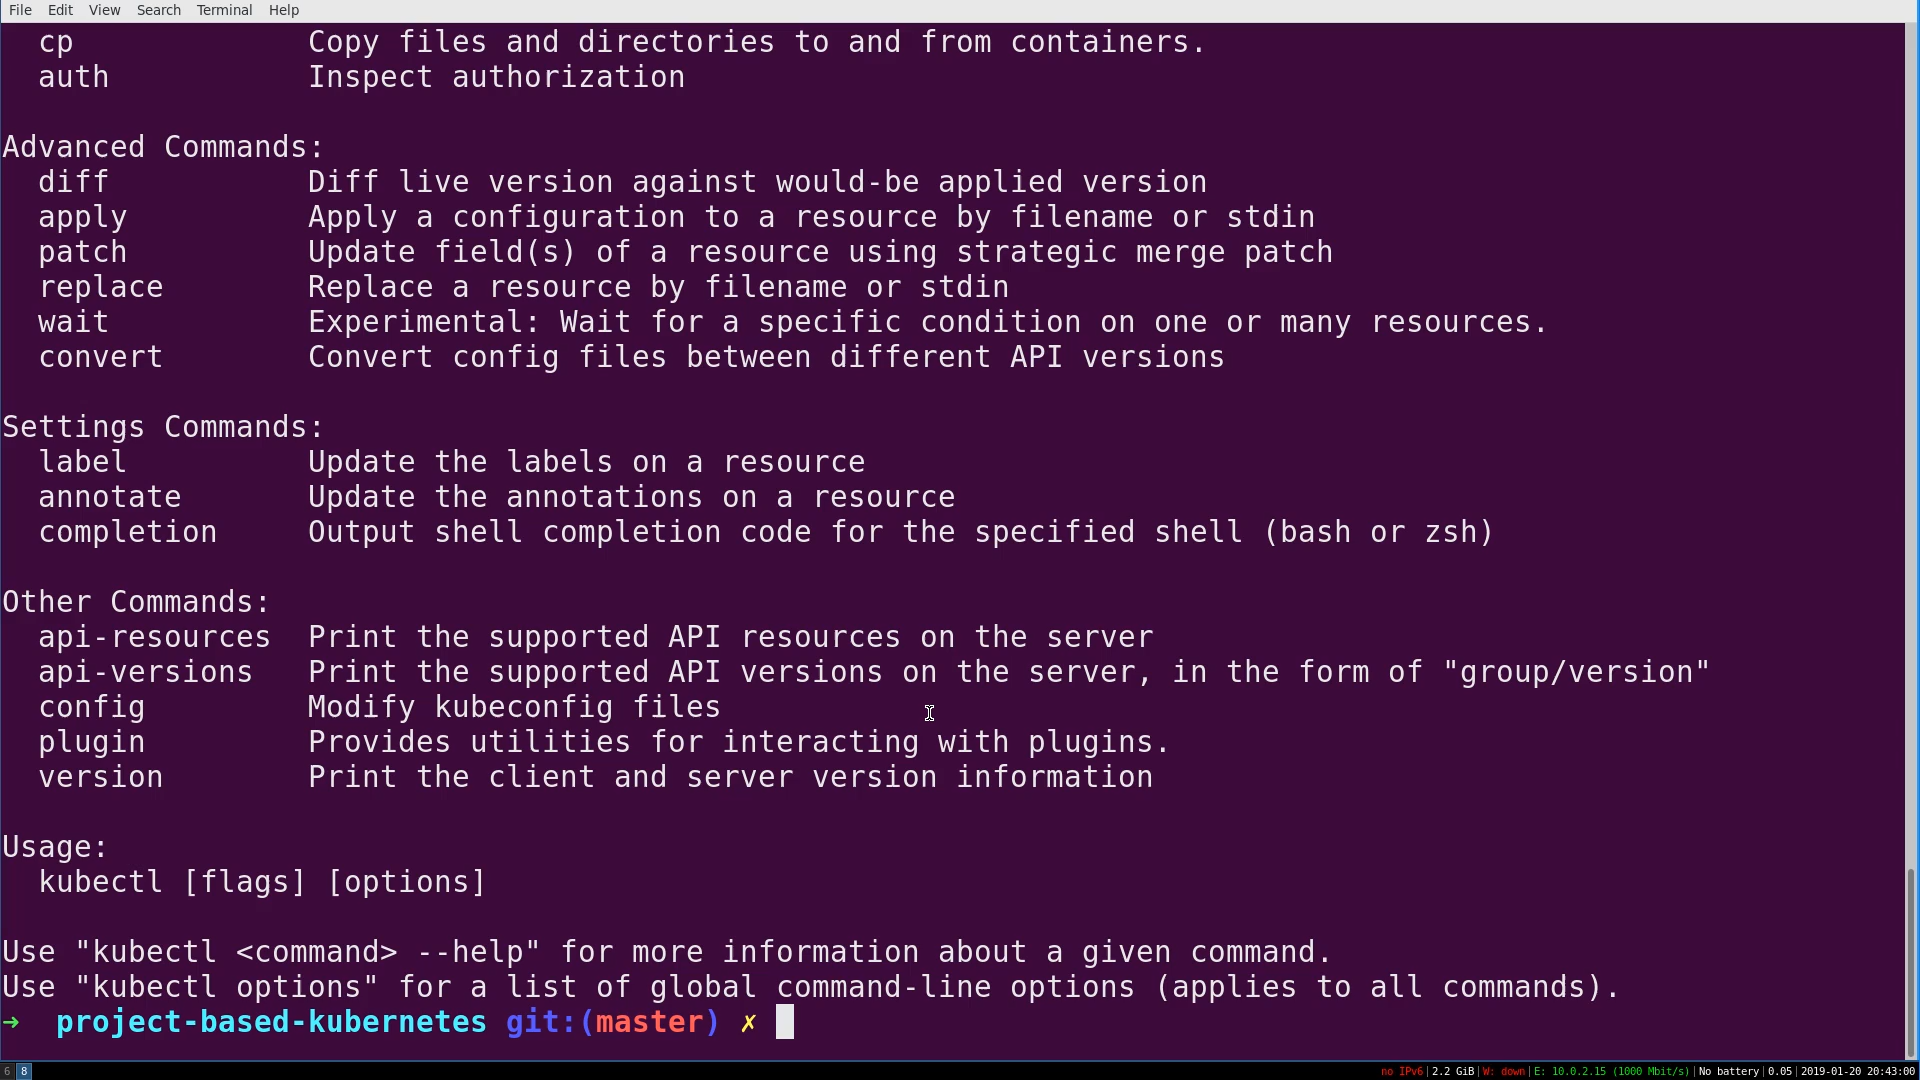 File Edit View Search Terminal Help
cp Copy files and directories to and from containers.
auth Inspect authorization
Advanced Commands:
diff Diff live version against would-be applied version
apply Apply a configuration to a resource by filename or stdin
patch Update field(s) of a resource using strategic merge patch
replace Replace a resource by filename or stdin
wait Experimental: Wait for a specific condition on one or many resources.
convert Convert config files between different API versions
Settings Commands:
label Update the labels on a resource
annotate Update the annotations on a resource
completion Output shell completion code for the specified shell (bash or zsh)
Other Commands:
api-resources Print the supported API resources on the server
api-versions Print the supported API versions on the server, in the form of "group/version"
config Modify kubeconfig files
plugin Provides utilities for interacting with plugins.
version Print the client and server version information
Usage:
kubectl [flags] [options]
Use "kubectl <command> --help" for more information about a given command.
Use "kubectl options" for a list of global command-line options (applies to all commands).
➜ project-based-kubernetes git:(master) ✗
6 8 no IPv6|2.2 GiB|W: down|E: 10.0.2.15 (1000 Mbit/s)|No battery|0.05|2019-01-20 20:43:00